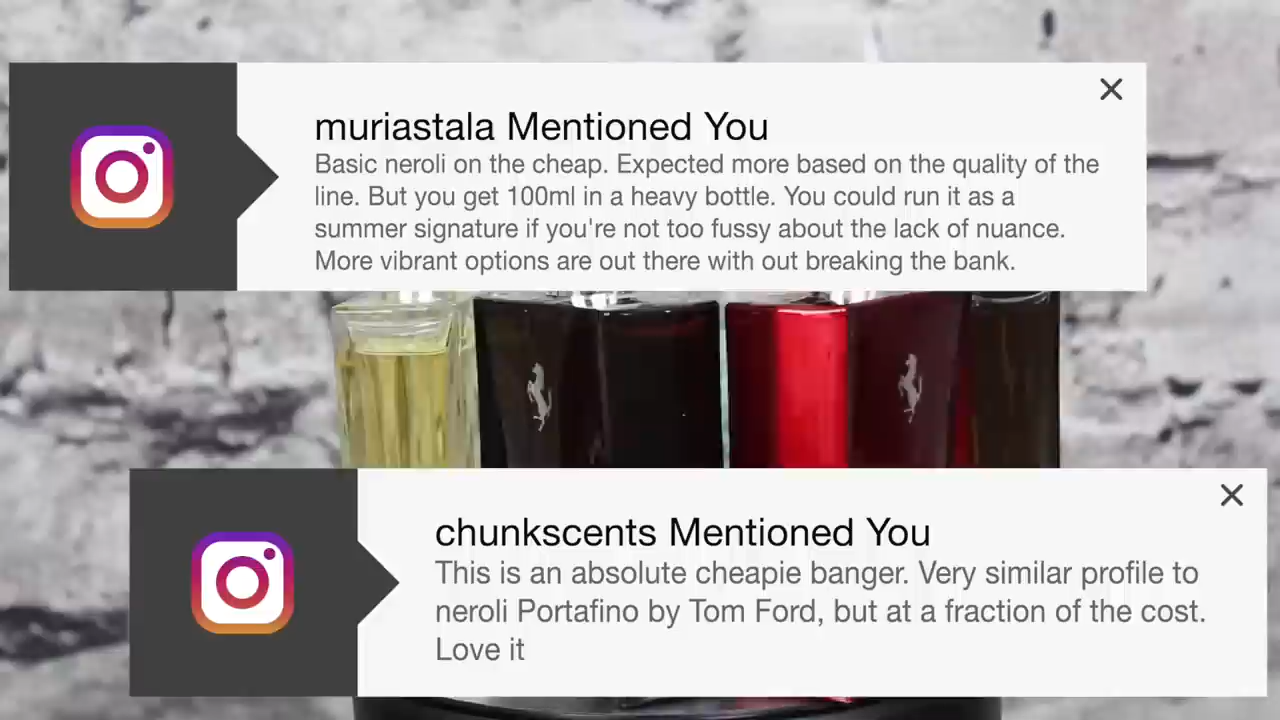 muriastala Mentioned You
Basic neroli on the cheap. Expected more based on the quality of the
line. But you get 100ml in a heavy bottle. You could run it as a
summer signature if you're not too fussy about the lack of nuance.
More vibrant options are out there with out breaking the bank.
chunkscents Mentioned You
This is an absolute cheapie banger. Very similar profile to
neroli Portafino by Tom Ford, but at a fraction of the cost.
Love it